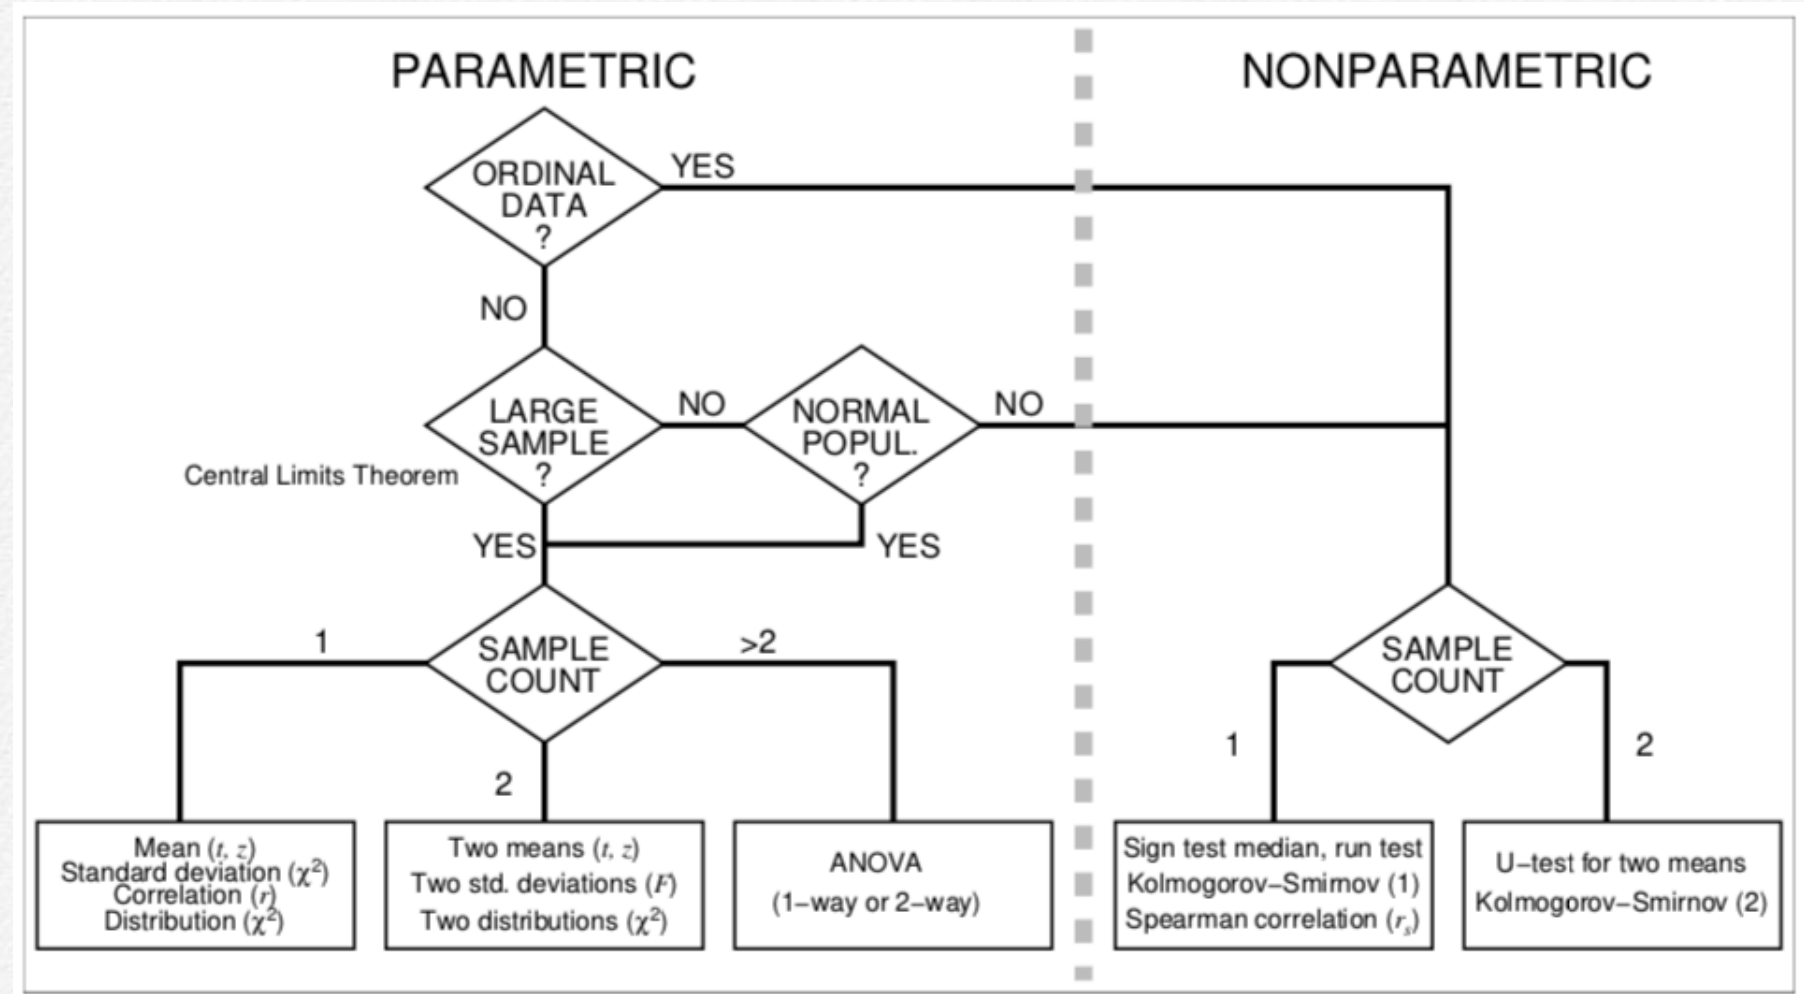 PARAMETRIC
NONPARAMETRIC
ORDINAL
DATA
?
YES
NO
LARGE
SAMPLE
?
NO
NORMAL
POPUL.
?
NO
Central Limits Theorem
YES
YES
SAMPLE
COUNT
1
>2
2
SAMPLE
COUNT
1
2
Mean (t, z)
Standard deviation (χ²)
Correlation (r)
Distribution (χ²)
Two means (t, z)
Two std. deviations (F)
Two distributions (χ²)
ANOVA
(1−way or 2−way)
Sign test median, run test
Kolmogorov−Smirnov (1)
Spearman correlation (rₛ)
U−test for two means
Kolmogorov−Smirnov (2)